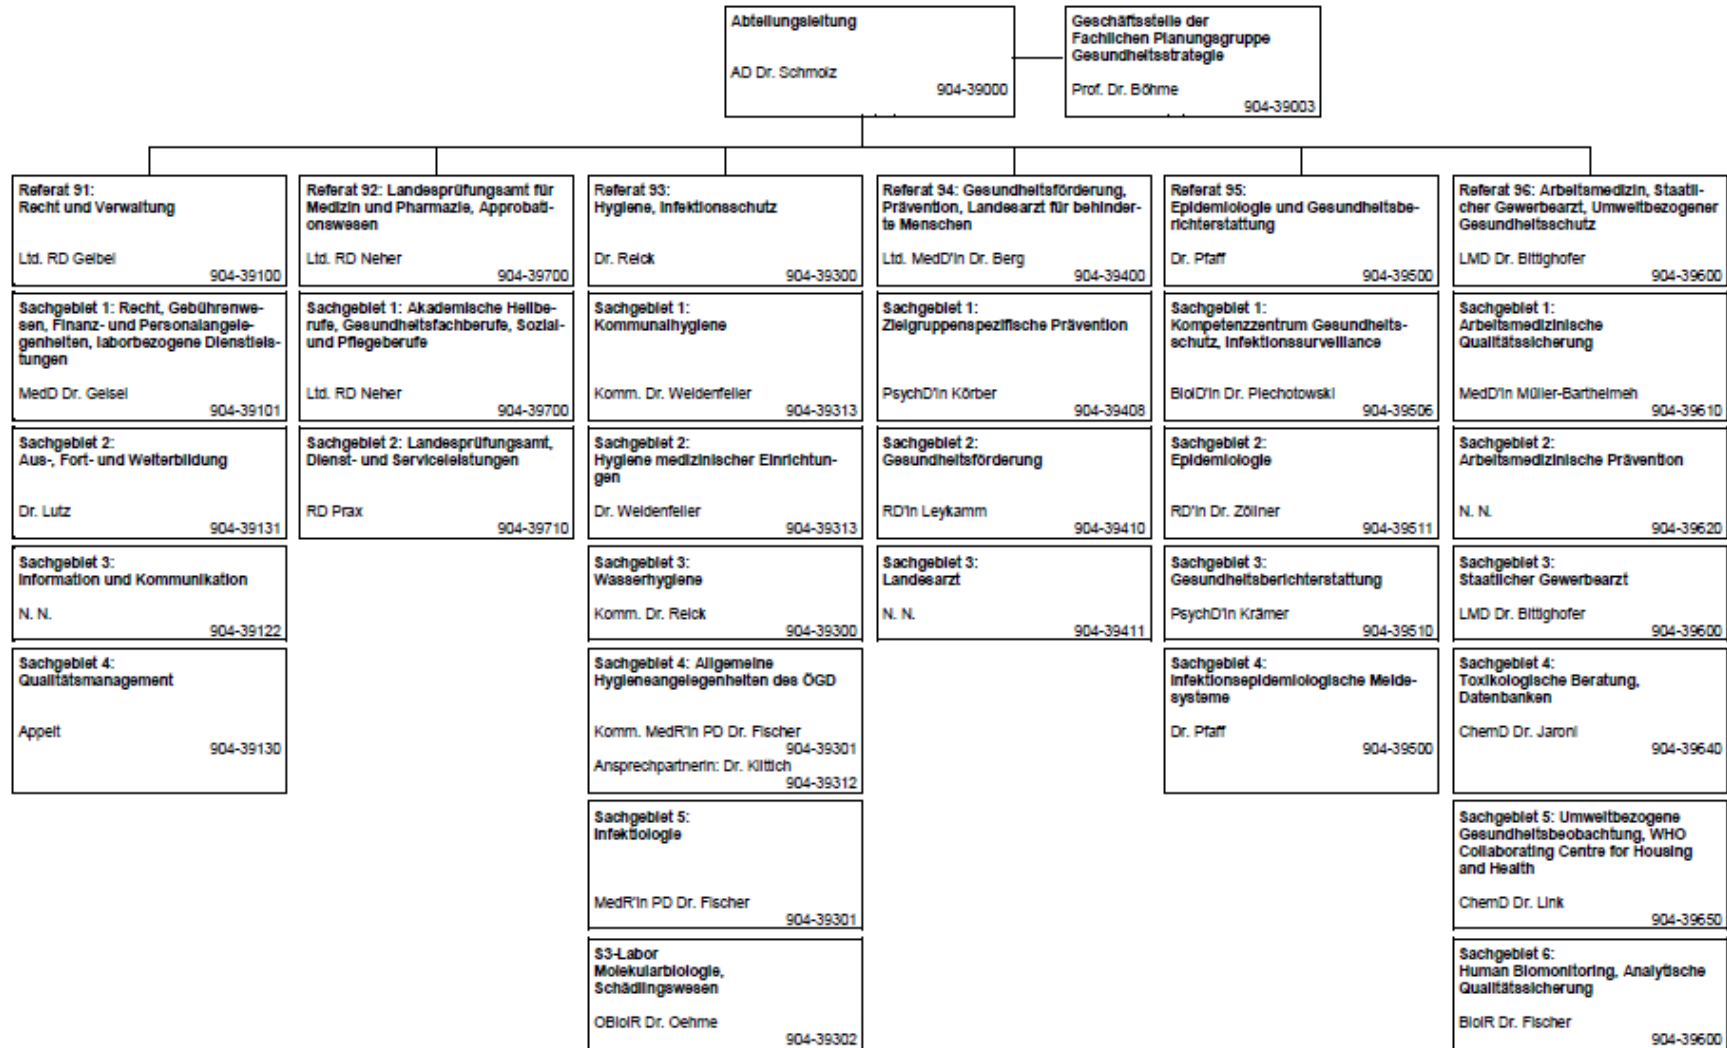 Abteilungsleitung
AD Dr. Schmolz
904-39000
Geschäftsstelle der
Fachlichen Planungsgruppe
Gesundheitsstrategie
Prof. Dr. Böhme
904-39003
Referat 91:
Recht und Verwaltung
Ltd. RD Geibel
904-39100
Sachgebiet 1: Recht, Gebührenwe-
sen, Finanz- und Personalangele-
genheiten, laborbezogene Dienstleis-
tungen
MedD Dr. Geisel
904-39101
Sachgebiet 2:
Aus-, Fort- und Weiterbildung
Dr. Lutz
904-39131
Sachgebiet 3:
Information und Kommunikation
N. N.
904-39122
Sachgebiet 4:
Qualitätsmanagement
Appelt
904-39130
Referat 92: Landesprüfungsamt für
Medizin und Pharmazie, Approbati-
onswesen
Ltd. RD Neher
904-39700
Sachgebiet 1: Akademische Heilbe-
rufe, Gesundheitsfachberufe, Sozial-
und Pflegeberufe
Ltd. RD Neher
904-39700
Sachgebiet 2: Landesprüfungsamt,
Dienst- und Serviceleistungen
RD Prax
904-39710
Referat 93:
Hygiene, Infektionsschutz
Dr. Reick
904-39300
Sachgebiet 1:
Kommunalhygiene
Komm. Dr. Weidenfeller
904-39313
Sachgebiet 2:
Hygiene medizinischer Einrichtun-
gen
Dr. Weidenfeller
904-39313
Sachgebiet 3:
Wasserhygiene
Komm. Dr. Reick
904-39300
Sachgebiet 4: Allgemeine
Hygieneangelegenheiten des ÖGD
Komm. MedR'in PD Dr. Fischer
904-39301
Ansprechpartnerin: Dr. Kittich
904-39312
Sachgebiet 5:
Infektiologie
MedR'in PD Dr. Fischer
904-39301
S3-Labor
Molekularbiologie,
Schädlingswesen
OBiolR Dr. Oehme
904-39302
Referat 94: Gesundheitsförderung,
Prävention, Landesarzt für behinder-
te Menschen
Ltd. MedD'in Dr. Berg
904-39400
Sachgebiet 1:
Zielgruppenspezifische Prävention
PsychD'in Körber
904-39408
Sachgebiet 2:
Gesundheitsförderung
RD'in Leykamm
904-39410
Sachgebiet 3:
Landesarzt
N. N.
904-39411
Referat 95:
Epidemiologie und Gesundheitsbe-
richterstattung
Dr. Pfaff
904-39500
Sachgebiet 1:
Kompetenzzentrum Gesundheits-
schutz, Infektionssurveillance
BiolD'in Dr. Piechotowski
904-39506
Sachgebiet 2:
Epidemiologie
RD'in Dr. Zöllner
904-39511
Sachgebiet 3:
Gesundheitsberichterstattung
PsychD'in Krämer
904-39510
Sachgebiet 4:
Infektionsepidemiologische Melde-
systeme
Dr. Pfaff
904-39500
Referat 96: Arbeitsmedizin, Staatli-
cher Gewerbearzt, Umweltbezogener
Gesundheitsschutz
LMD Dr. Bittighofer
904-39600
Sachgebiet 1:
Arbeitsmedizinische
Qualitätssicherung
MedD'in Müller-Barthelmeh
904-39610
Sachgebiet 2:
Arbeitsmedizinische Prävention
N. N.
904-39620
Sachgebiet 3:
Staatlicher Gewerbearzt
LMD Dr. Bittighofer
904-39600
Sachgebiet 4:
Toxikologische Beratung,
Datenbanken
ChemD Dr. Jaroni
904-39640
Sachgebiet 5: Umweltbezogene
Gesundheitsbeobachtung, WHO
Collaborating Centre for Housing
and Health
ChemD Dr. Link
904-39650
Sachgebiet 6:
Human Biomonitoring, Analytische
Qualitätssicherung
BiolR Dr. Fischer
904-39600